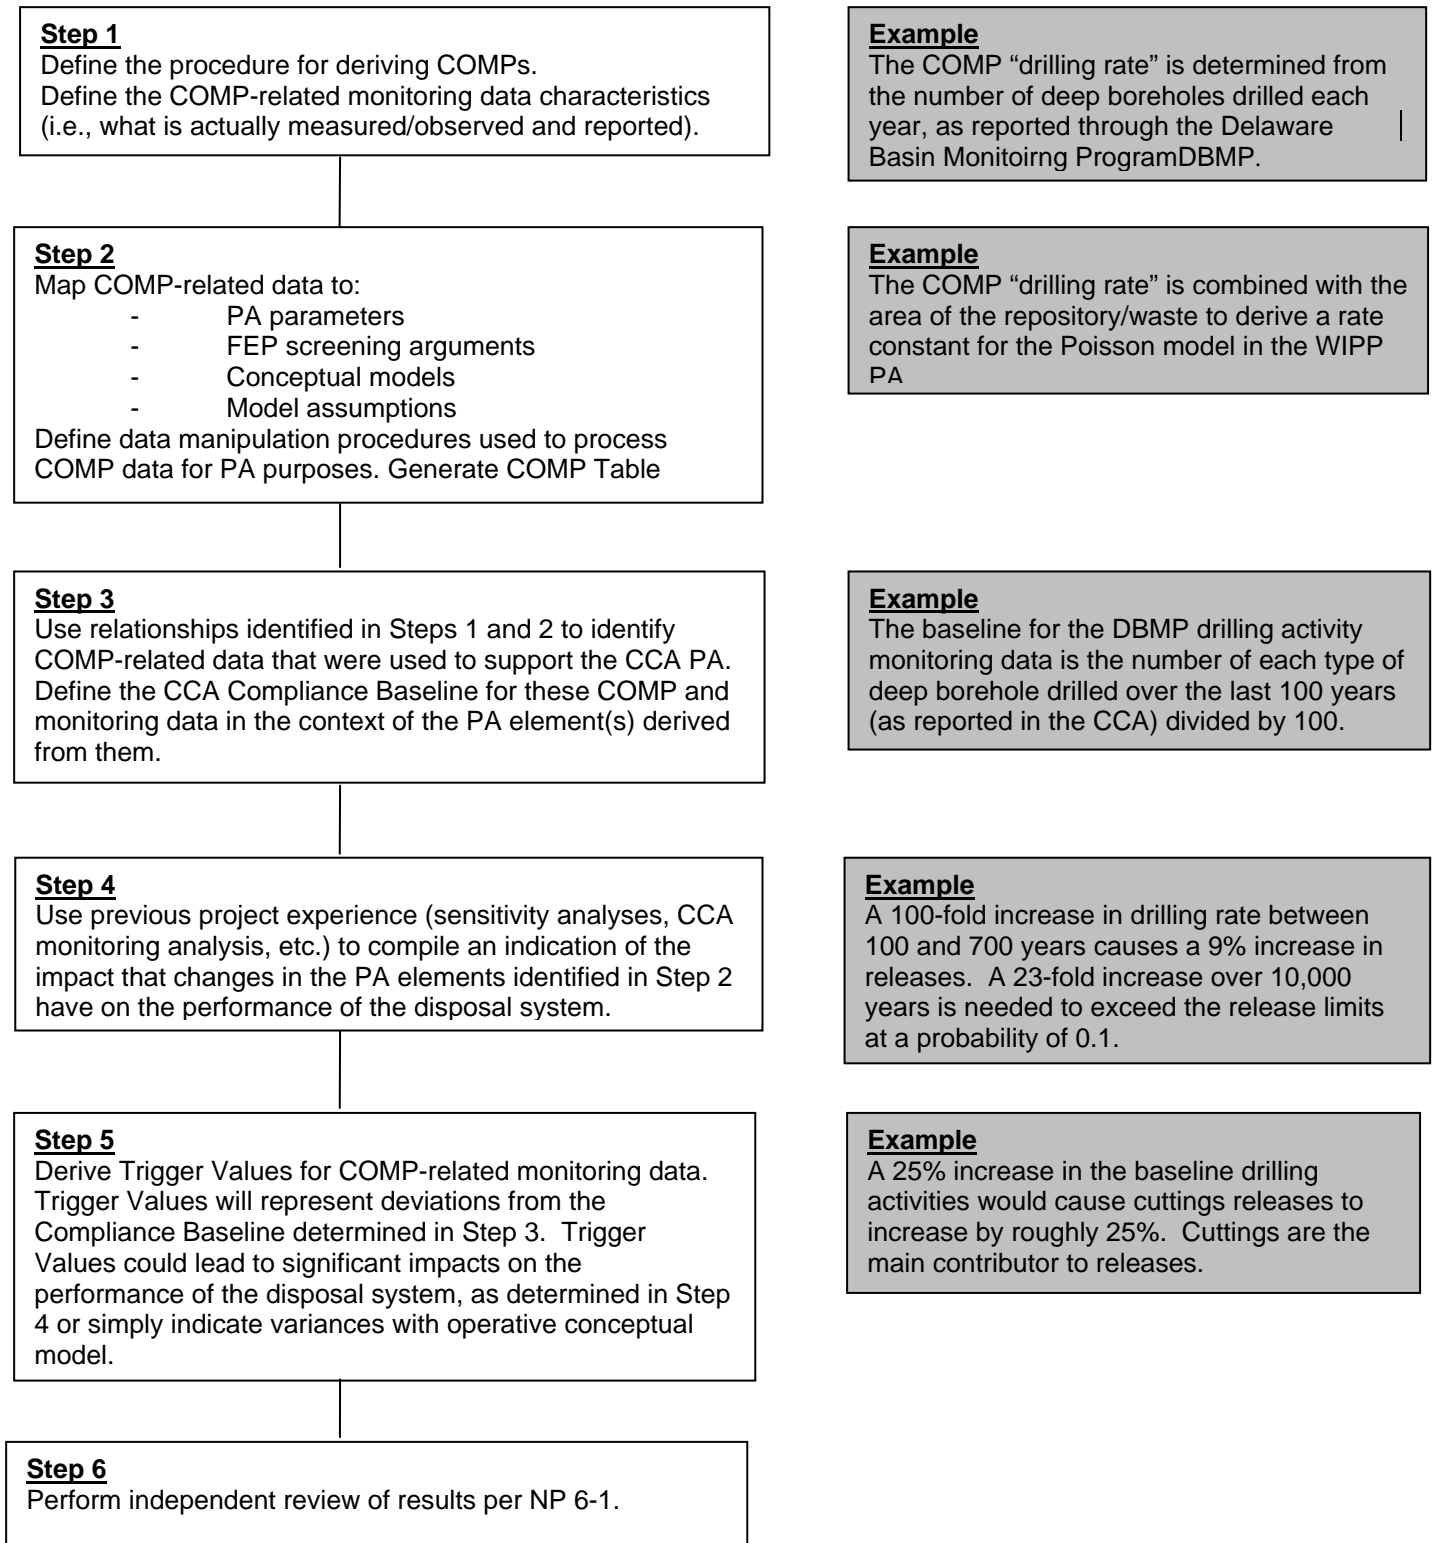 Step 1
Define the procedure for deriving COMPs.
Define the COMP-related monitoring data characteristics
(i.e., what is actually measured/observed and reported).
Example
The COMP “drilling rate” is determined from
the number of deep boreholes drilled each
year, as reported through the Delaware
Basin Monitoirng ProgramDBMP.
Step 2
Map COMP-related data to:
- PA parameters
- FEP screening arguments
- Conceptual models
- Model assumptions
Define data manipulation procedures used to process
COMP data for PA purposes. Generate COMP Table
Example
The COMP “drilling rate” is combined with the
area of the repository/waste to derive a rate
constant for the Poisson model in the WIPP
PA
Step 3
Use relationships identified in Steps 1 and 2 to identify
COMP-related data that were used to support the CCA PA.
Define the CCA Compliance Baseline for these COMP and
monitoring data in the context of the PA element(s) derived
from them.
Example
The baseline for the DBMP drilling activity
monitoring data is the number of each type of
deep borehole drilled over the last 100 years
(as reported in the CCA) divided by 100.
Step 4
Use previous project experience (sensitivity analyses, CCA
monitoring analysis, etc.) to compile an indication of the
impact that changes in the PA elements identified in Step 2
have on the performance of the disposal system.
Example
A 100-fold increase in drilling rate between
100 and 700 years causes a 9% increase in
releases.  A 23-fold increase over 10,000
years is needed to exceed the release limits
at a probability of 0.1.
Step 5
Derive Trigger Values for COMP-related monitoring data.
Trigger Values will represent deviations from the
Compliance Baseline determined in Step 3.  Trigger
Values could lead to significant impacts on the
performance of the disposal system, as determined in Step
4 or simply indicate variances with operative conceptual
model.
Example
A 25% increase in the baseline drilling
activities would cause cuttings releases to
increase by roughly 25%.  Cuttings are the
main contributor to releases.
Step 6
Perform independent review of results per NP 6-1.